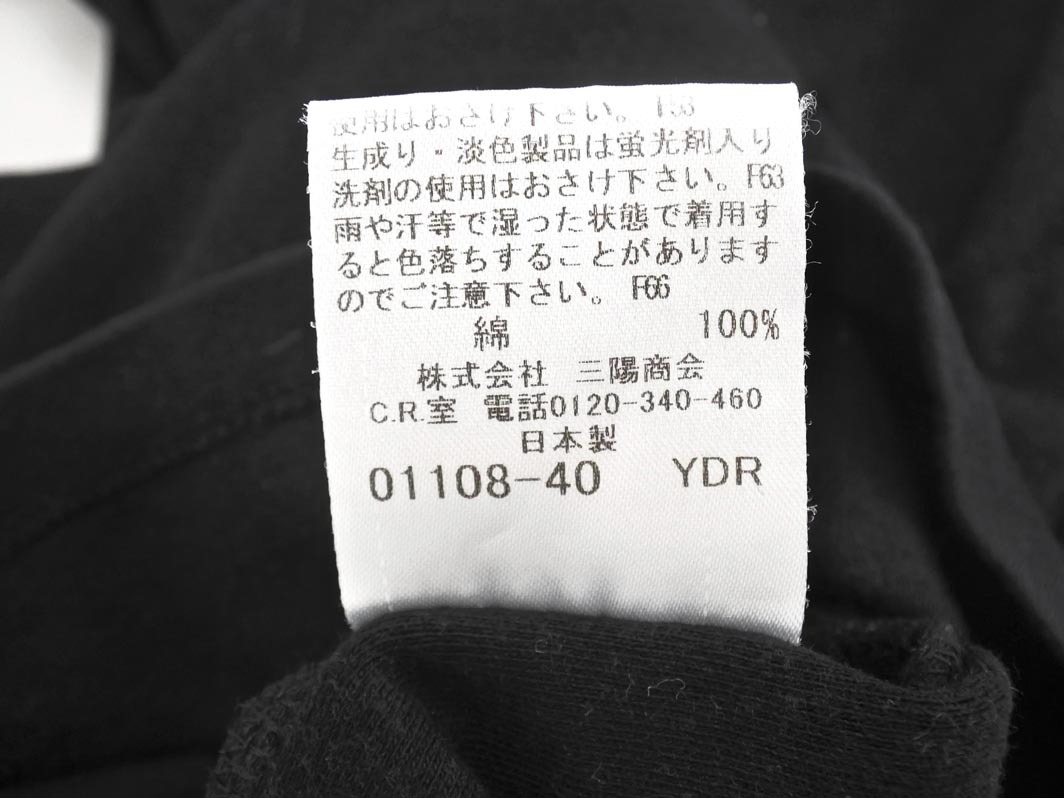 使用はおさけ下さい。 F56
生成り・淡色製品は蛍光剤入り
洗剤の使用はおさけ下さい。F63
雨や汗等で湿った状態で着用す
ると色落ちすることがあります
のでご注意下さい。 F66
綿 100%
株式会社 三陽商会
C.R.室 電話0120-340-460
日本製
01108-40 YDR